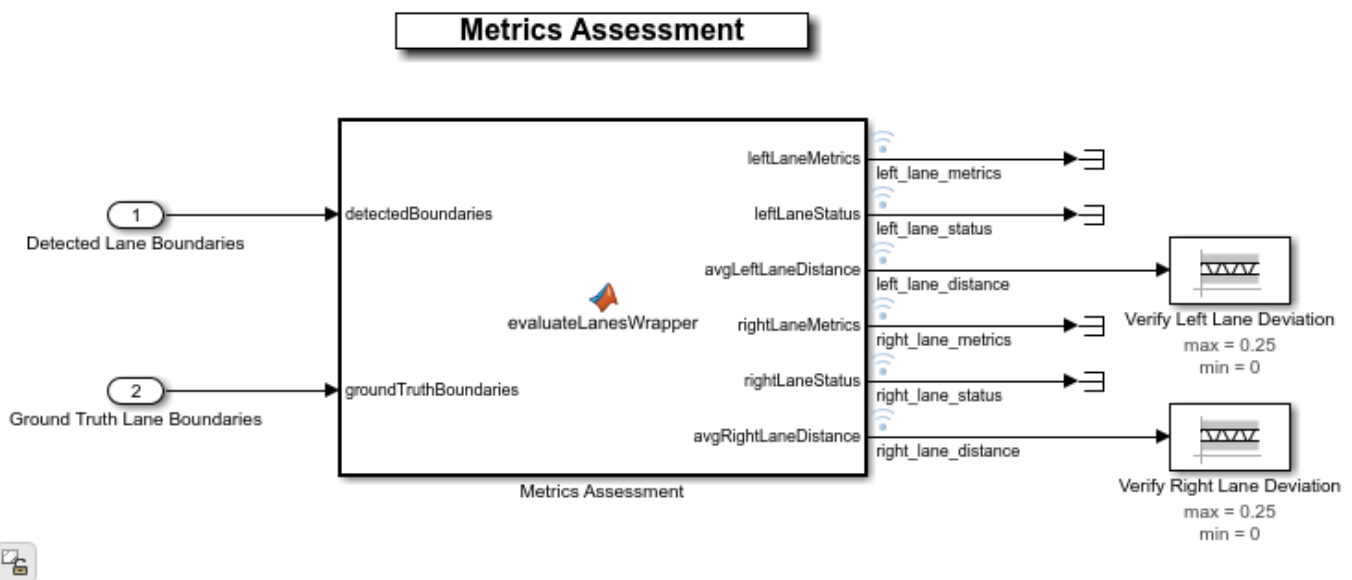 Metrics Assessment
1
Detected Lane Boundaries
2
Ground Truth Lane Boundaries
detectedBoundaries
groundTruthBoundaries
evaluateLanesWrapper
leftLaneMetrics
leftLaneStatus
avgLeftLaneDistance
rightLaneMetrics
rightLaneStatus
avgRightLaneDistance
Metrics Assessment
left_lane_metrics
left_lane_status
left_lane_distance
right_lane_metrics
right_lane_status
right_lane_distance
Verify Left Lane Deviation
max = 0.25
min = 0
Verify Right Lane Deviation
max = 0.25
min = 0